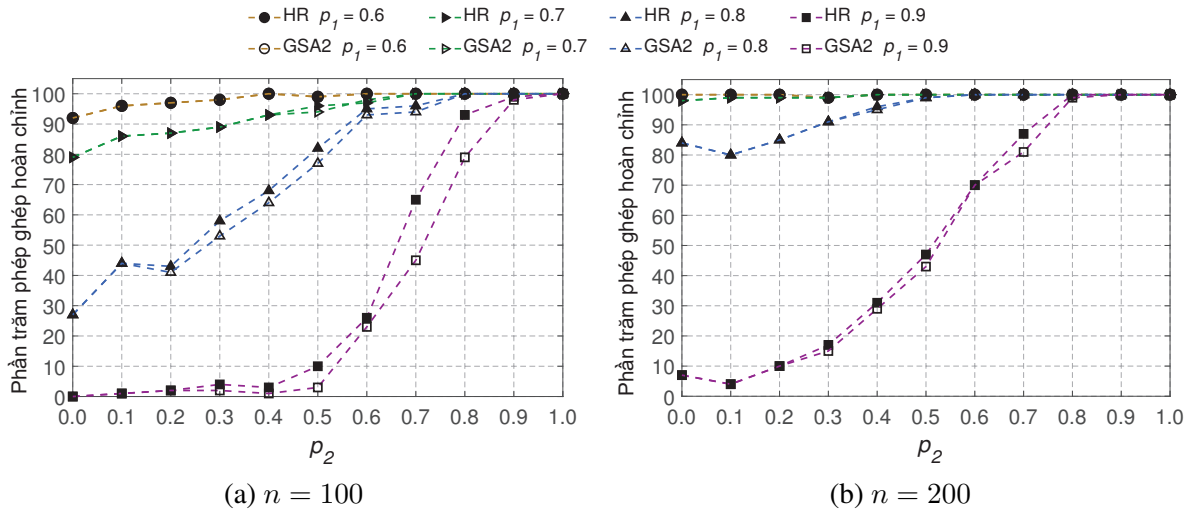 HR p1 = 0.6 HR p1 = 0.7 HR p1 = 0.8 HR p1 = 0.9
GSA2 p1 = 0.6 GSA2 p1 = 0.7 GSA2 p1 = 0.8 GSA2 p1 = 0.9
Phần trăm phép ghép hoàn chỉnh
100
90
80
70
60
50
40
30
20
10
0
0.0 0.1 0.2 0.3 0.4 0.5 0.6 0.7 0.8 0.9 1.0
p2
(a) n = 100
Phần trăm phép ghép hoàn chỉnh
100
90
80
70
60
50
40
30
20
10
0
0.0 0.1 0.2 0.3 0.4 0.5 0.6 0.7 0.8 0.9 1.0
p2
(b) n = 200